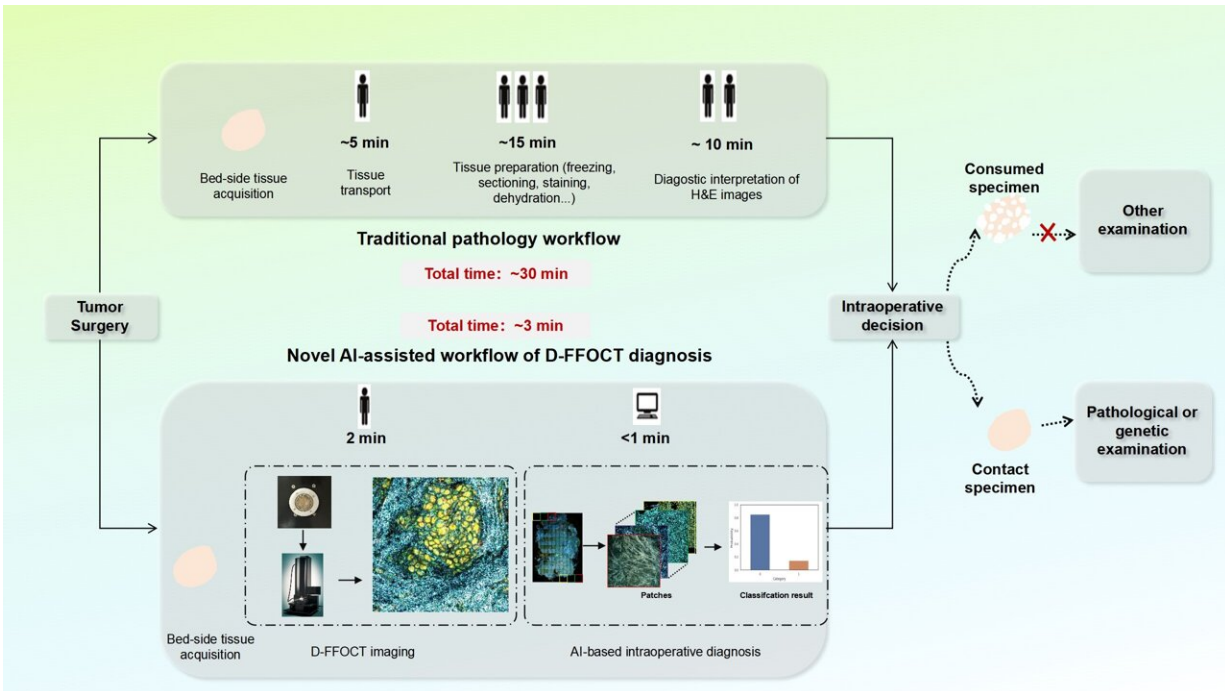 ~5 min
~15 min
~ 10 min
Bed-side tissue
acquisition
Tissue
transport
Tissue preparation (freezing,
sectioning, staining,
dehydration...)
Diagostic interpretation of
H&E images
Traditional pathology workflow
Total time: ~30 min
Tumor
Surgery
Total time: ~3 min
Novel AI-assisted workflow of D-FFOCT diagnosis
2 min
<1 min
Patches
Category
Classifcation result
Bed-side tissue
acquisition
D-FFOCT imaging
AI-based intraoperative diagnosis
Intraoperative
decision
Consumed
specimen
Other
examination
Contact
specimen
Pathological or
genetic
examination